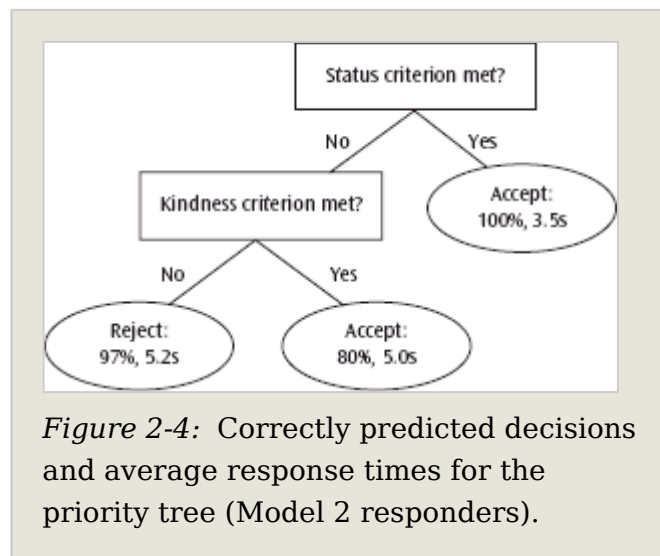 Status criterion met?
No
Yes
Kindness criterion met?
Accept:
100%, 3.5s
No
Yes
Reject:
97%, 5.2s
Accept:
80%, 5.0s
Figure 2-4: Correctly predicted decisions
and average response times for the
priority tree (Model 2 responders).